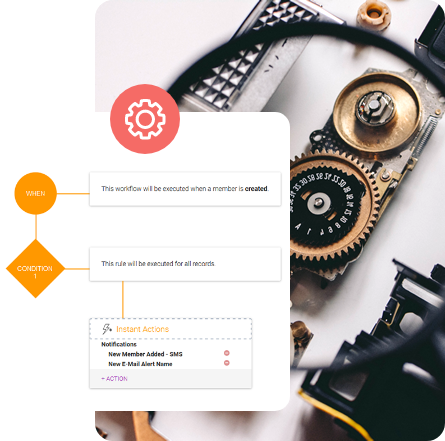 WHEN
This workflow will be executed when a member is created.
CONDITION
1
This rule will be executed for all records.
Instant Actions
Notifications
New Member Added - SMS
New E-Mail Alert Name
+ ACTION